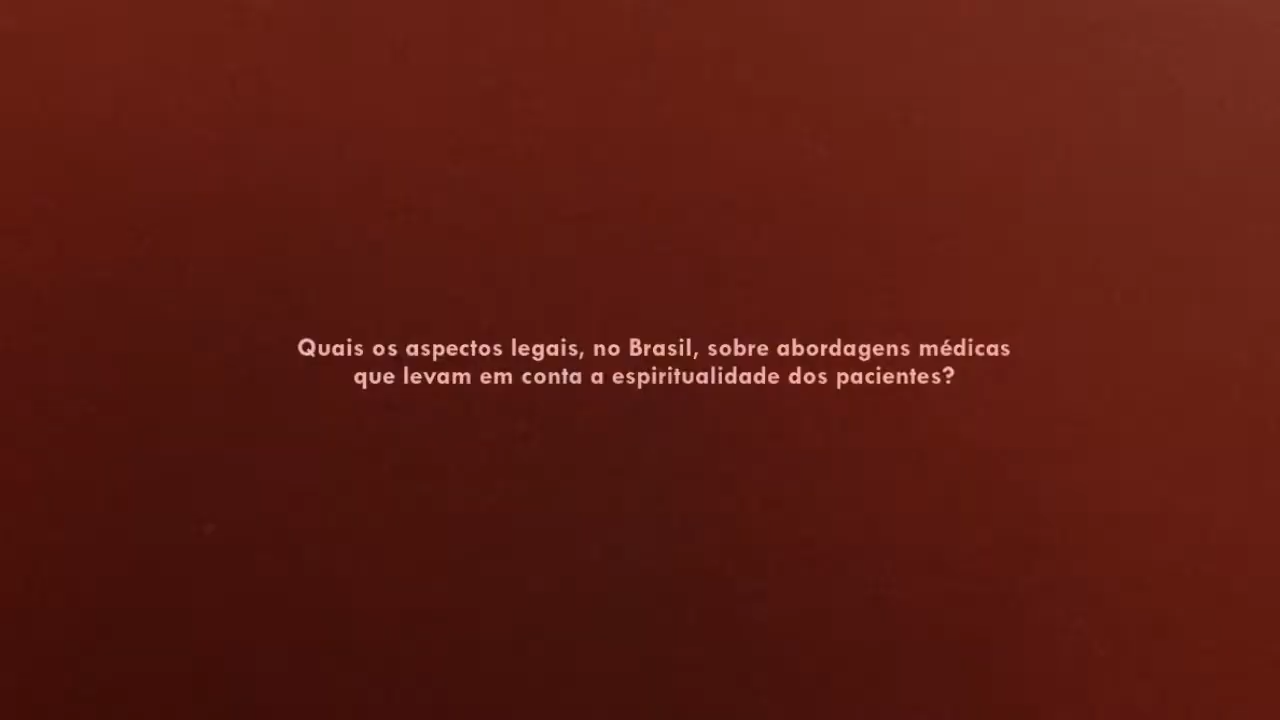 Quais os aspectos legais, no Brasil, sobre abordagens médicas
que levam em conta a espiritualidade dos pacientes?